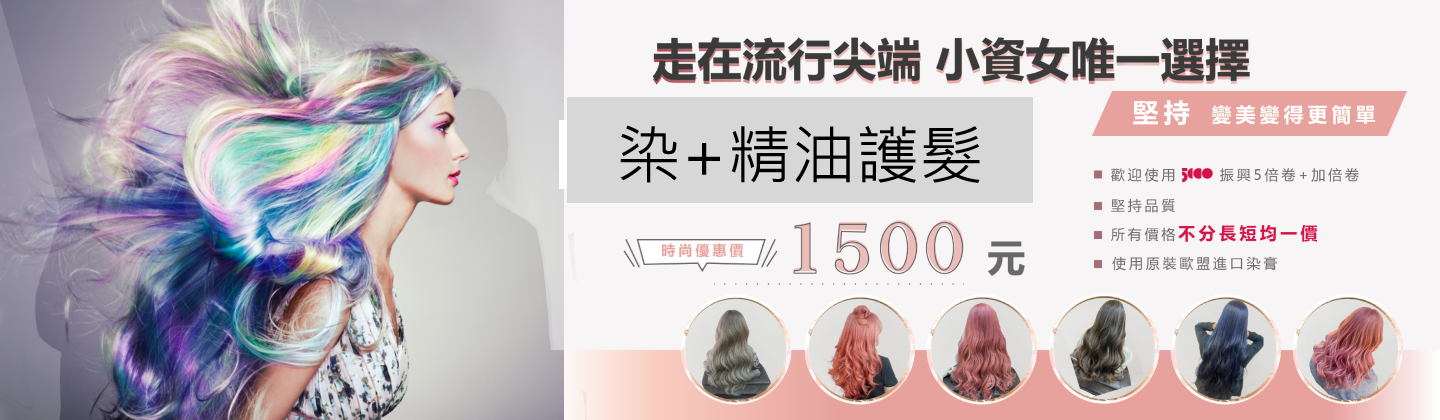 走在流行尖端 小資女唯一選擇
堅持 變美變得更簡單
染+精油護髮
時尚優惠價 1500 元
歡迎使用 5000 振興5倍卷+加倍卷
堅持品質
所有價格不分長短均一價
使用原裝歐盟進口染膏